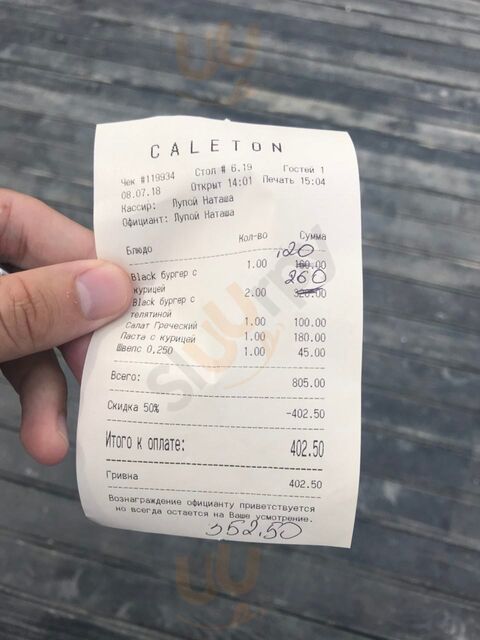 CALETON
Чек #119934 Стол # 6.19 Гостей 1
08.07.18 Открыт 14:01 Печать 15:04
Кассир: Лупой Наташа
Официант: Лупой Наташа
Блюдо Кол-во Сумма
120
Black бургер с 1.00 160.00
курицей 260
Black бургер с 2.00 320.00
телятиной
Салат Греческий 1.00 100.00
Паста с курицей 1.00 180.00
Швепс 0,250 1.00 45.00
Всего: 805.00
Скидка 50% -402.50
Итого к оплате: 402.50
Гривна 402.50
Вознаграждение официанту приветствуется
но всегда остается на Ваше усмотрение.
352,50